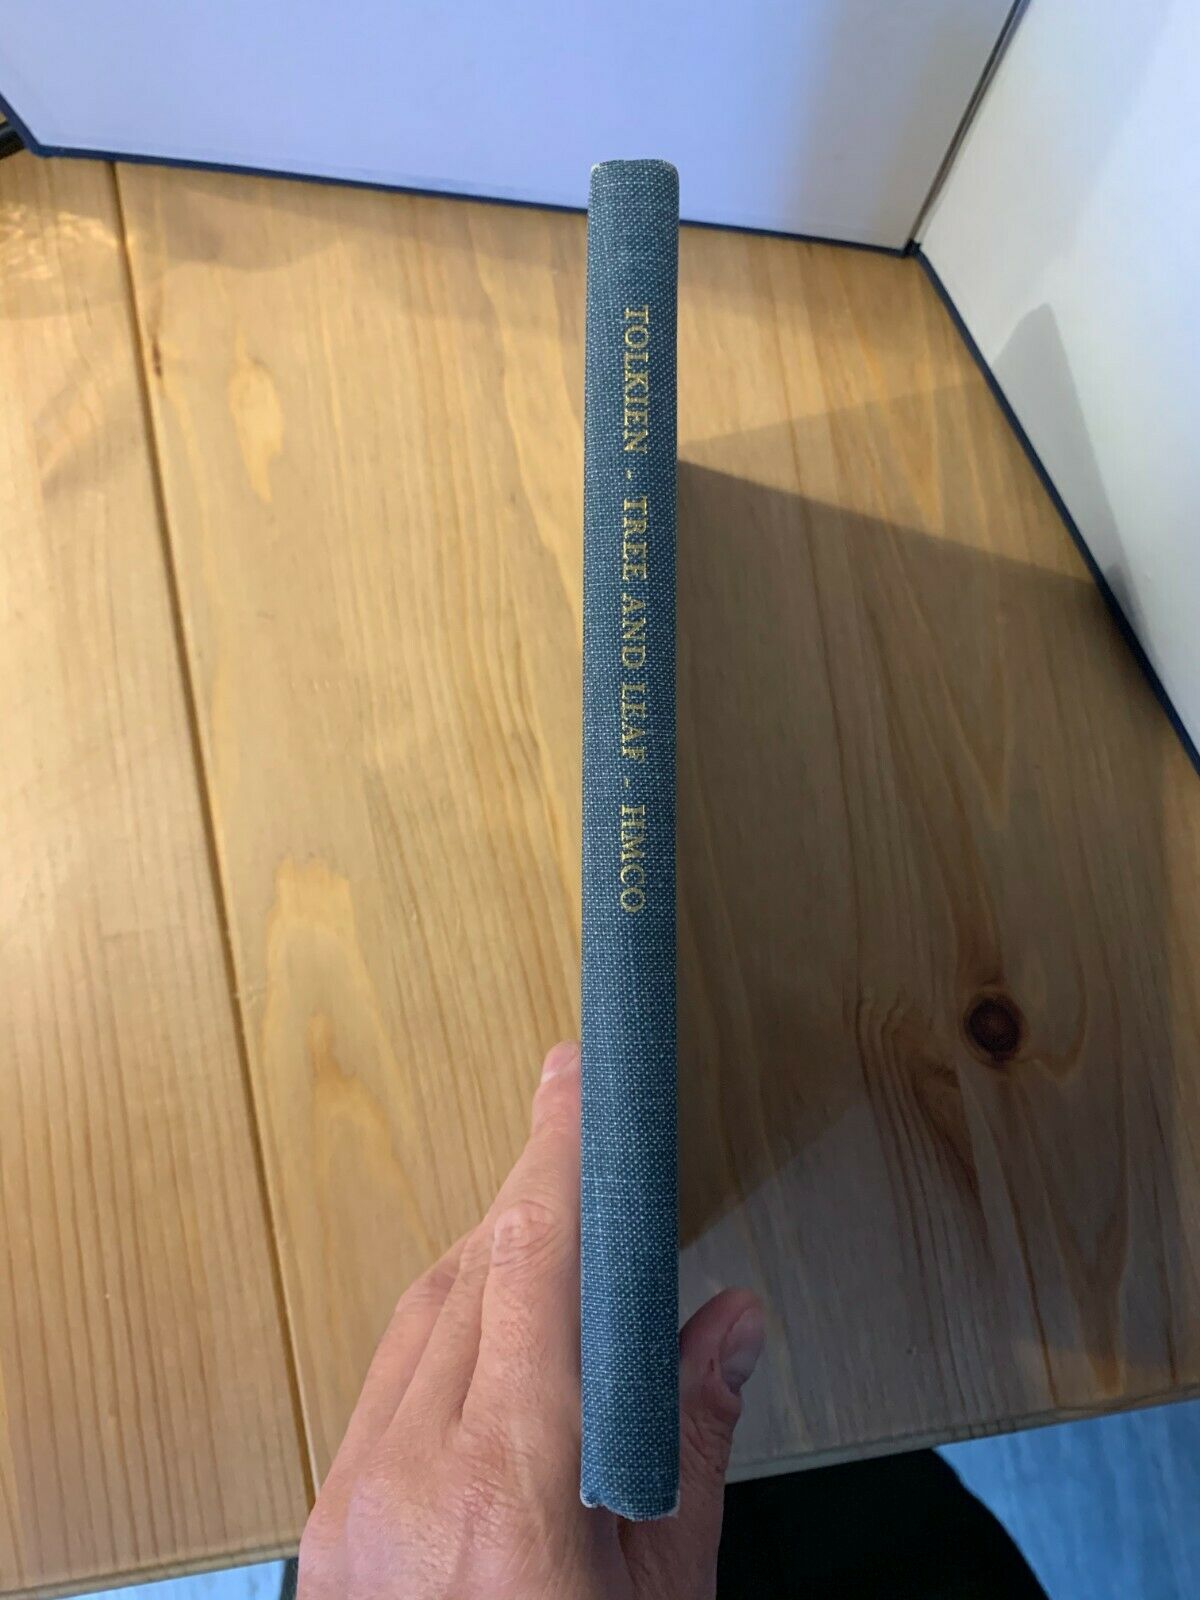 TOLKIEN - TREE AND LEAF - HMCO